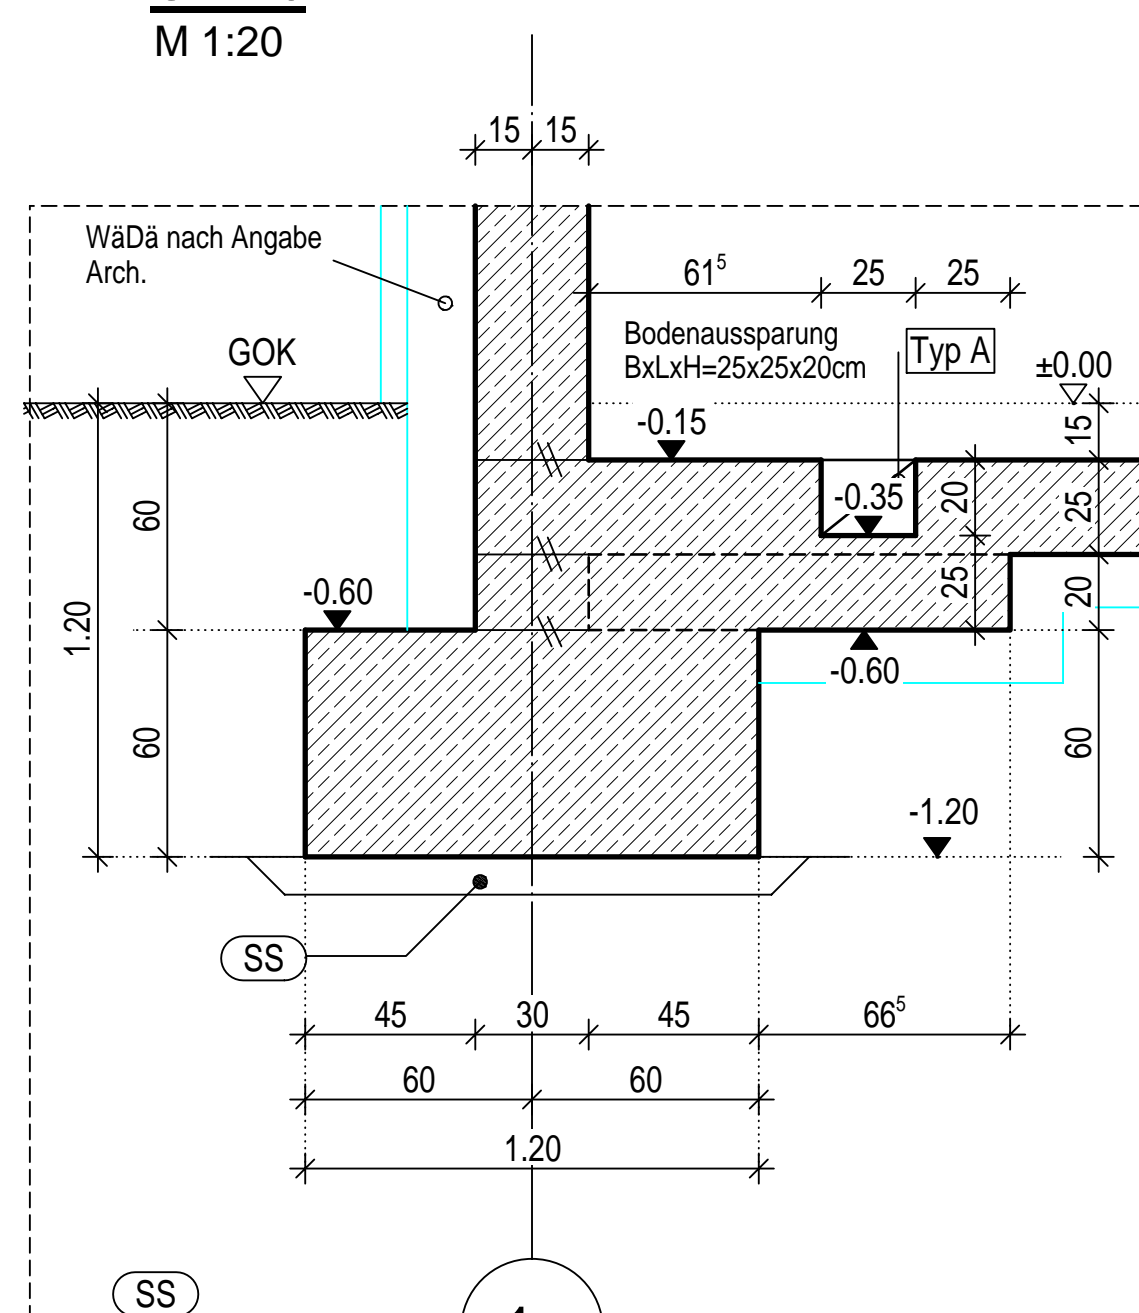 M 1:20
15 15
WäDä nach Angabe
Arch.
61⁵ 25 25
Bodenaussparung
BxLxH=25x25x20cm
Typ A
GOK
±0.00
-0.15
15
-0.35
20
25
60
25
20
-0.60
1.20
-0.60
60
60
-1.20
SS
45 30 45 66⁵
60 60
1.20
SS